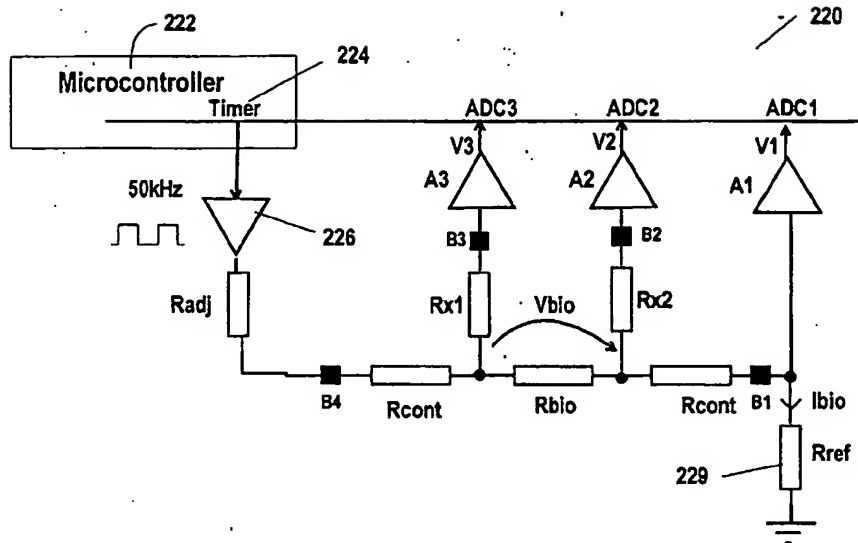 222
220
Microcontroller
224
Timer
ADC3
ADC2
ADC1
V3
V2
V1
50kHz
A3
A2
A1
226
B3
B2
Radj
Rx1
Vbio
Rx2
B4
Rcont
Rbio
Rcont
B1
Ibio
229
Rref